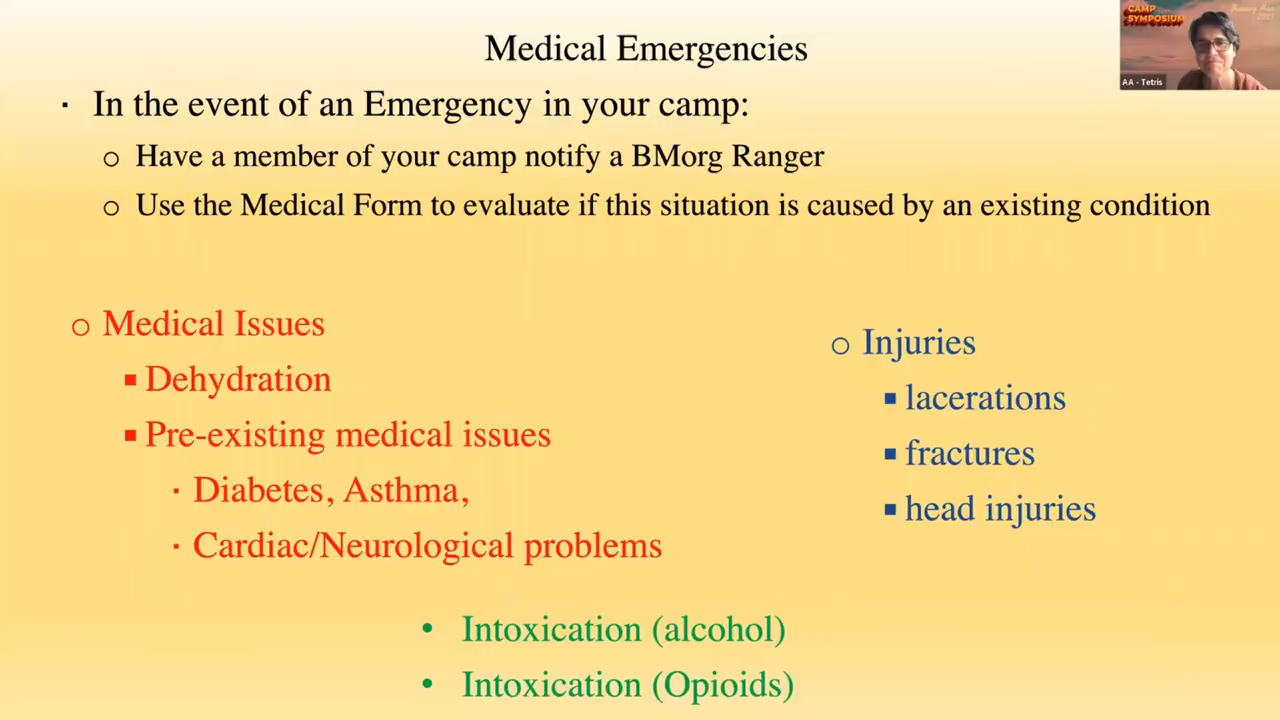 Medical Emergencies
CAMP
SYMPOSIUM
AA - Tetris
· In the event of an Emergency in your camp:
o Have a member of your camp notify a BMorg Ranger
o Use the Medical Form to evaluate if this situation is caused by an existing condition
o Medical Issues
▪ Dehydration
▪ Pre-existing medical issues
· Diabetes, Asthma,
· Cardiac/Neurological problems
o Injuries
▪ lacerations
▪ fractures
▪ head injuries
• Intoxication (alcohol)
• Intoxication (Opioids)